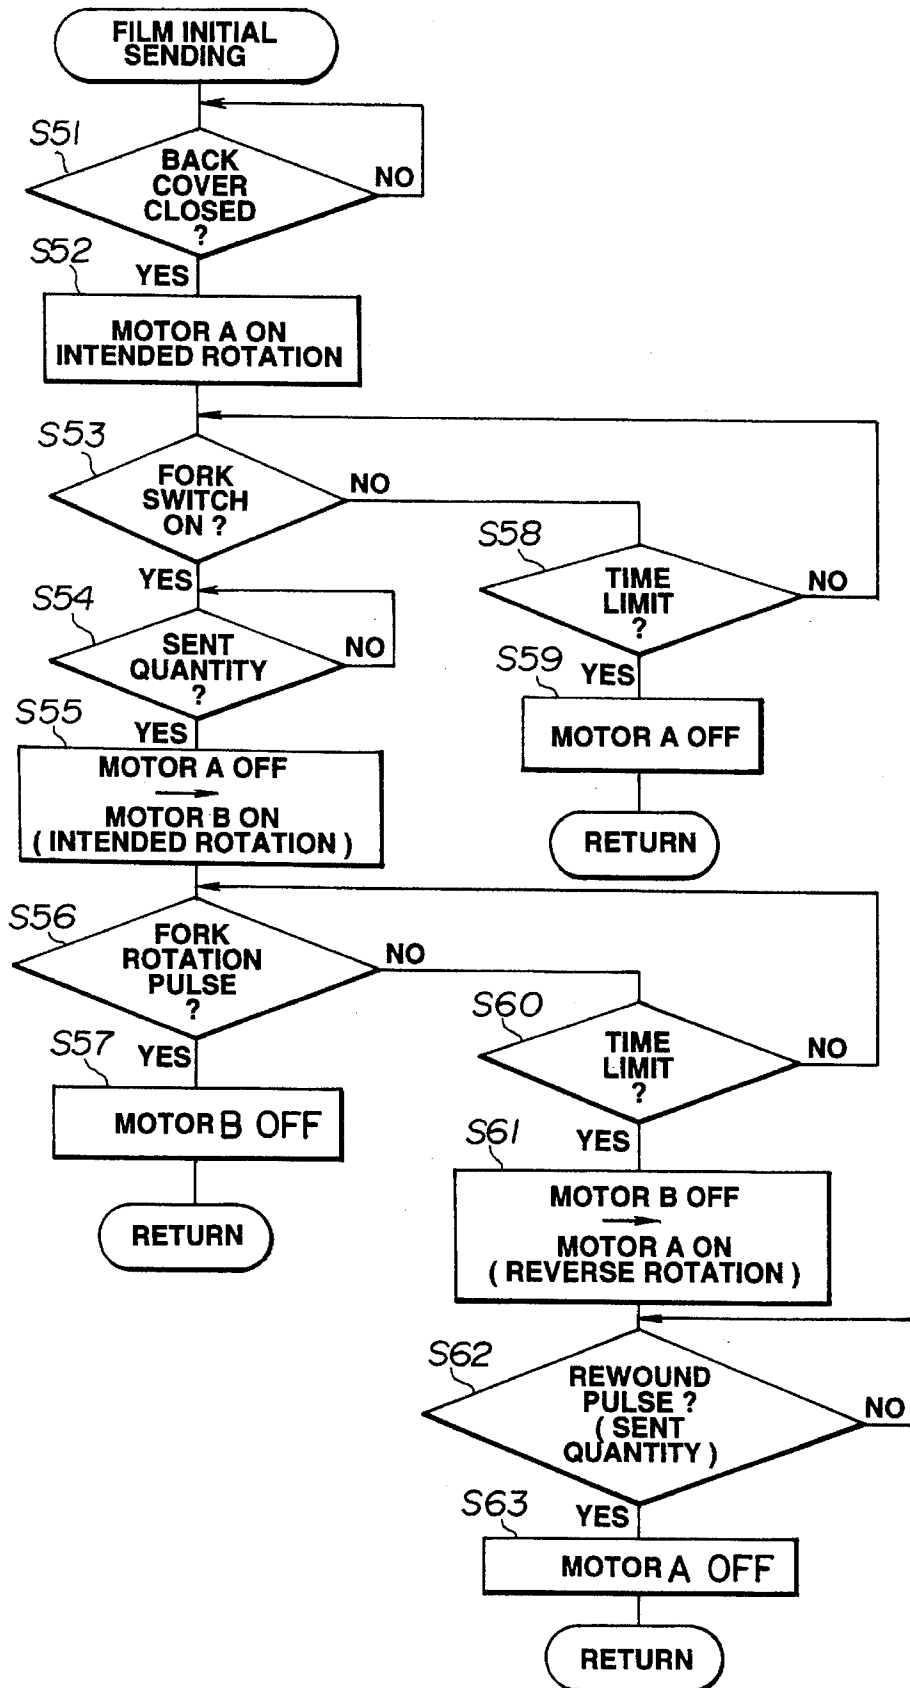 FILM INITIAL
SENDING
S51
BACK
COVER
CLOSED
?
NO
YES
S52
MOTOR A ON
INTENDED ROTATION
S53
FORK
SWITCH
ON ?
NO
YES
S58
TIME
LIMIT
?
NO
YES
S54
SENT
QUANTITY
?
NO
YES
S59
MOTOR A OFF
RETURN
S55
MOTOR A OFF
→
MOTOR B ON
( INTENDED ROTATION )
S56
FORK
ROTATION
PULSE
?
NO
YES
S57
MOTOR B OFF
RETURN
S60
TIME
LIMIT
?
NO
YES
S61
MOTOR B OFF
→
MOTOR A ON
( REVERSE ROTATION )
S62
REWOUND
PULSE ?
( SENT
QUANTITY )
NO
YES
S63
MOTOR A OFF
RETURN